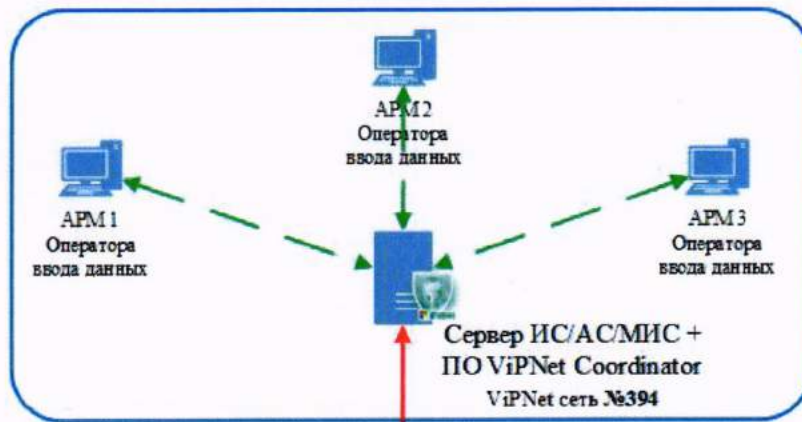 АРМ 2
Оператора
ввода данных
АРМ 1
Оператора
ввода данных
АРМ 3
Оператора
ввода данных
Сервер ИС/АС/МИС +
ПО ViPNet Coordinator
ViPNet сеть №394